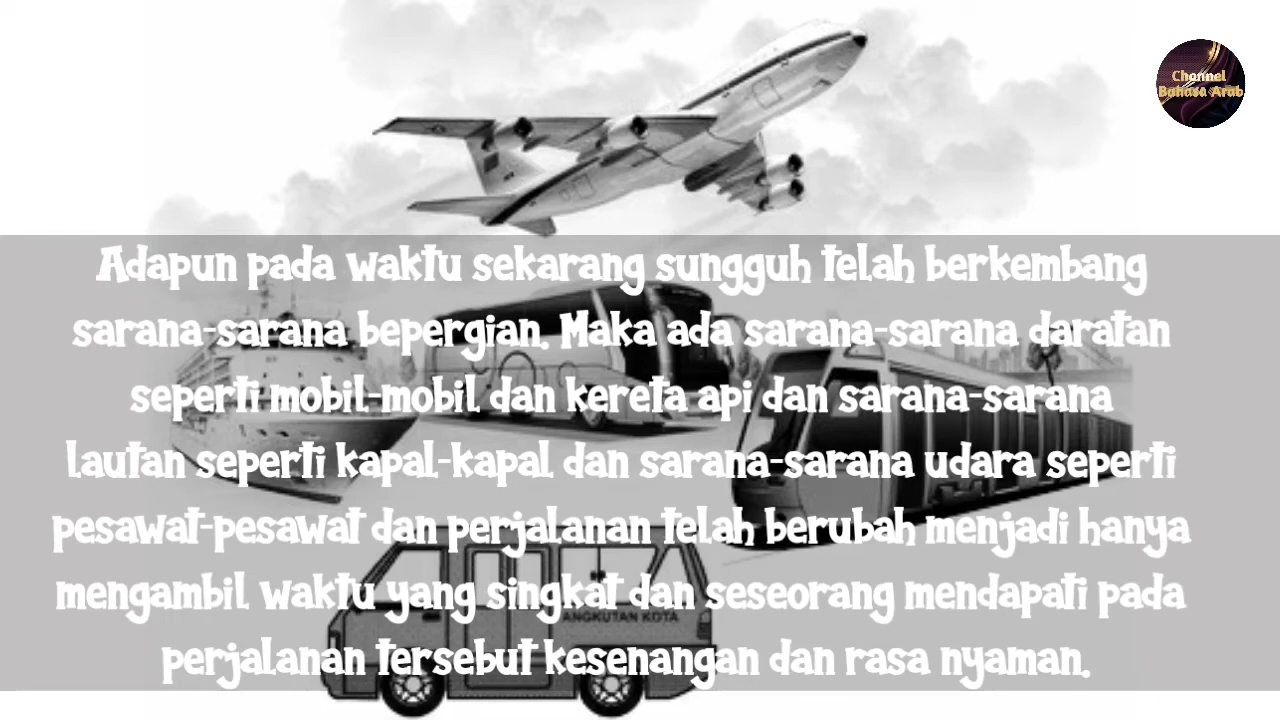 Channel
Bahasa Arab
Adapun pada waktu sekarang sungguh telah berkembang
sarana-sarana bepergian. Maka ada sarana-sarana daratan
seperti mobil-mobil dan kereta api dan sarana-sarana
lautan seperti kapal-kapal dan sarana-sarana udara seperti
pesawat-pesawat dan perjalanan telah berubah menjadi hanya
mengambil waktu yang singkat dan seseorang mendapati pada
ANGKUTAN KOTA
perjalanan tersebut kesenangan dan rasa nyaman.